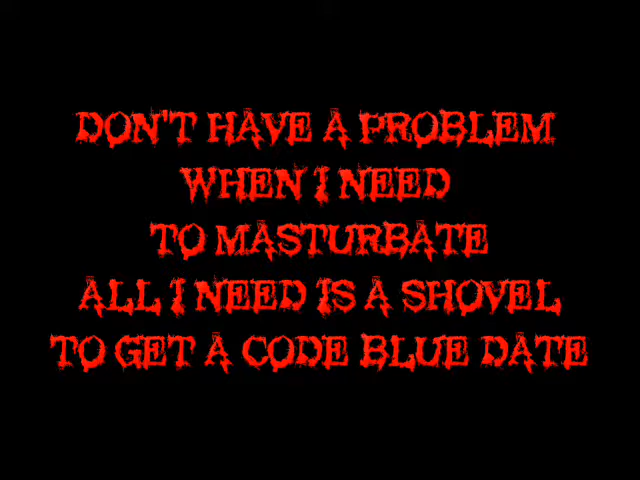 DON'T HAVE A PROBLEM
WHEN I NEED
TO MASTURBATE
ALL I NEED IS A SHOVEL
TO GET A CODE BLUE DATE